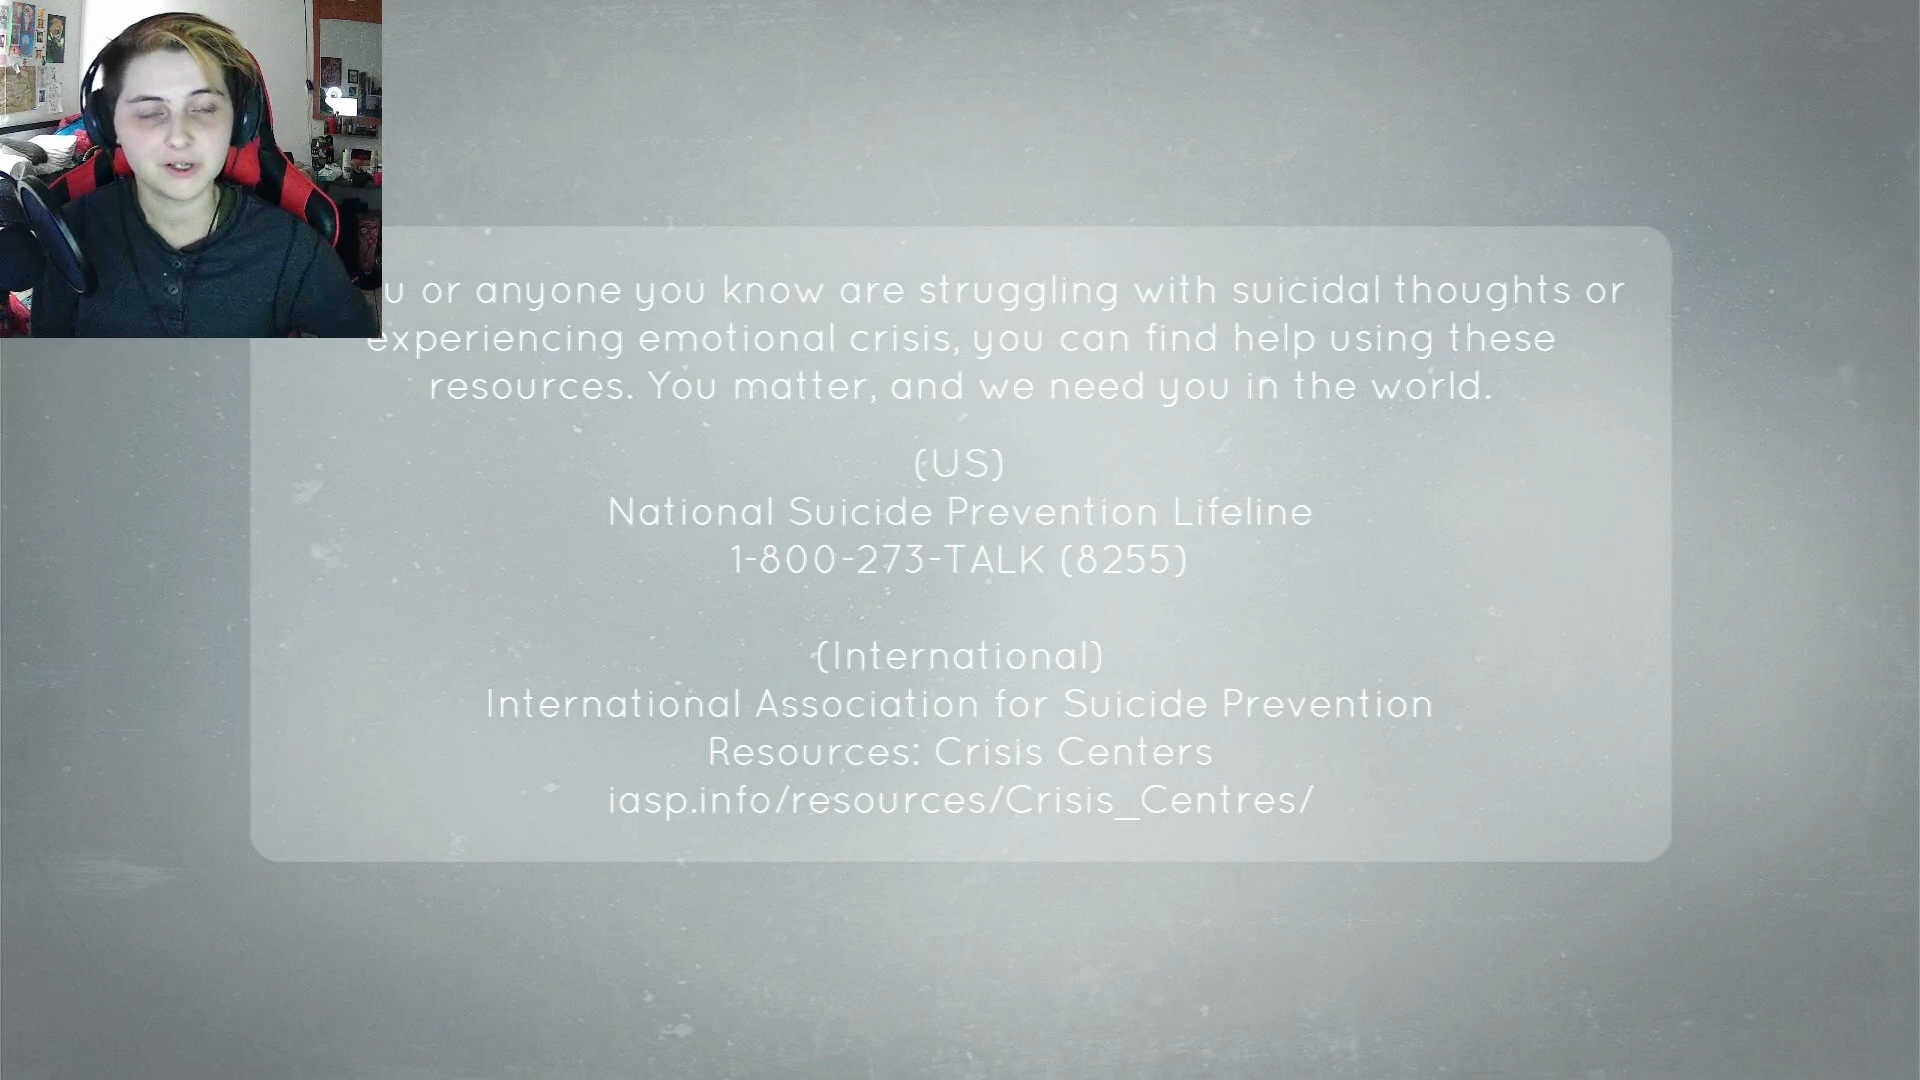 u or anyone you know are struggling with suicidal thoughts or
experiencing emotional crisis, you can find help using these
resources. You matter, and we need you in the world.
(US)
National Suicide Prevention Lifeline
1-800-273-TALK (8255)
(International)
International Association for Suicide Prevention
Resources: Crisis Centers
iasp.info/resources/Crisis_Centres/